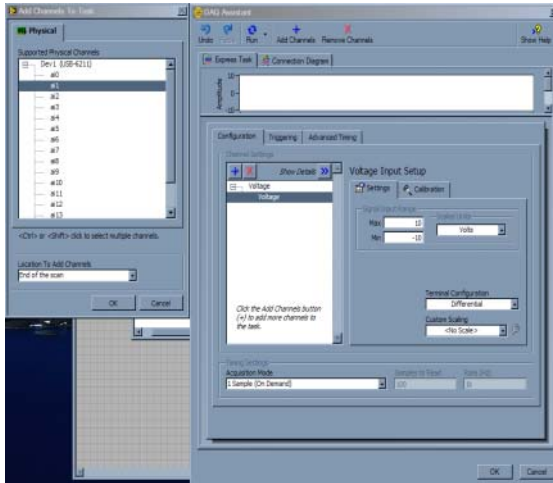 Add Channels To Task
Physical
Supported Physical Channels
Dev1 (USB-6211)
ai0
ai1
ai2
ai3
ai4
ai5
ai6
ai7
ai8
ai9
ai10
ai11
ai12
ai13
<Ctrl> or <Shift> click to select multiple channels.
Location To Add Channels
End of the scan
OK
Cancel
DAQ Assistant
Undo
Redo
Run
Add Channels
Remove Channels
Show Help
Express Task
Connection Diagram
Amplitude
10
0
-10
Configuration
Triggering
Advanced Timing
Channel Settings
Show Details
Voltage
Voltage
Click the Add Channels button
(+) to add more channels to
the task.
Voltage Input Setup
Settings
Calibration
Signal Input Range
Max
10
Min
-10
Scaled Units
Volts
Terminal Configuration
Differential
Custom Scaling
<No Scale>
Timing Settings
Acquisition Mode
1 Sample (On Demand)
Samples to Read
100
Rate (Hz)
OK
Cancel